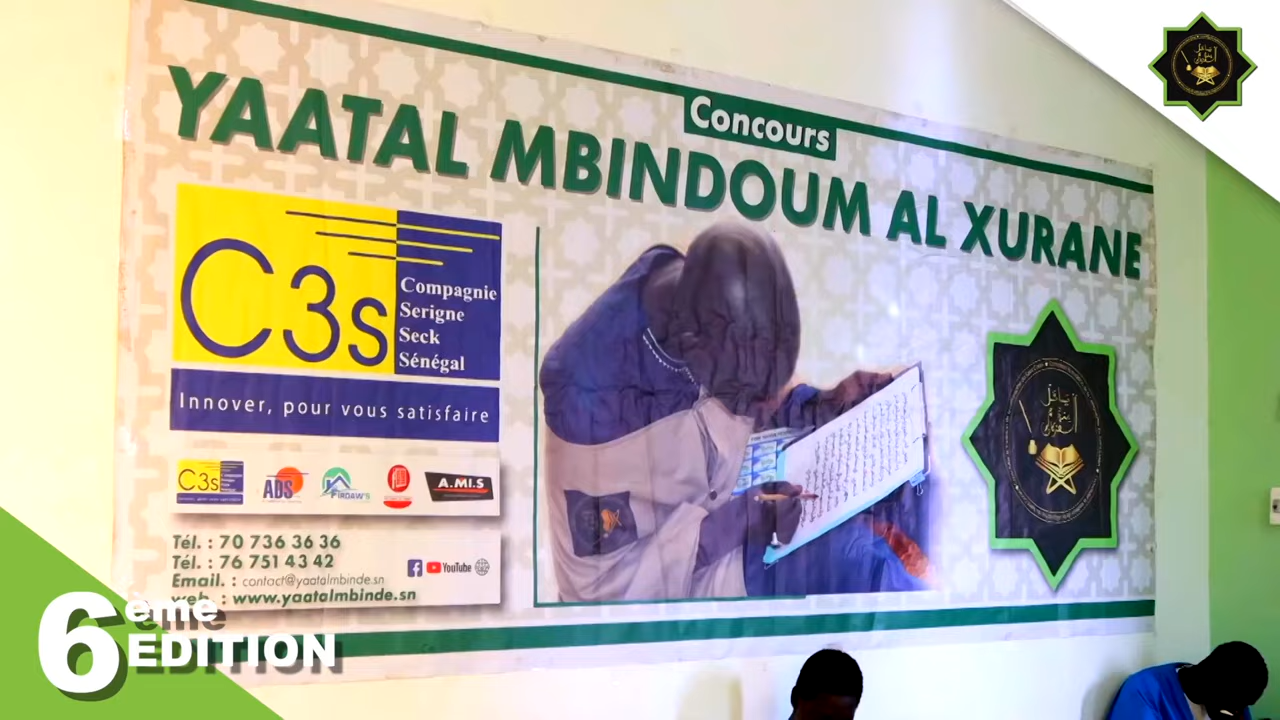 Concours
YAATAL MBINDOUM AL XURANE
C3s
Compagnie
Serigne
Seck
Sénégal
Innover, pour vous satisfaire
C3s
ADS
FIRDAW'S
A.MI.S
Tél. : 70 736 36 36
Tél. : 76 751 43 42
Email. : contact@yaatalmbinde.sn
web. : www.yaatalmbinde.sn
YouTube
6ème
EDITION